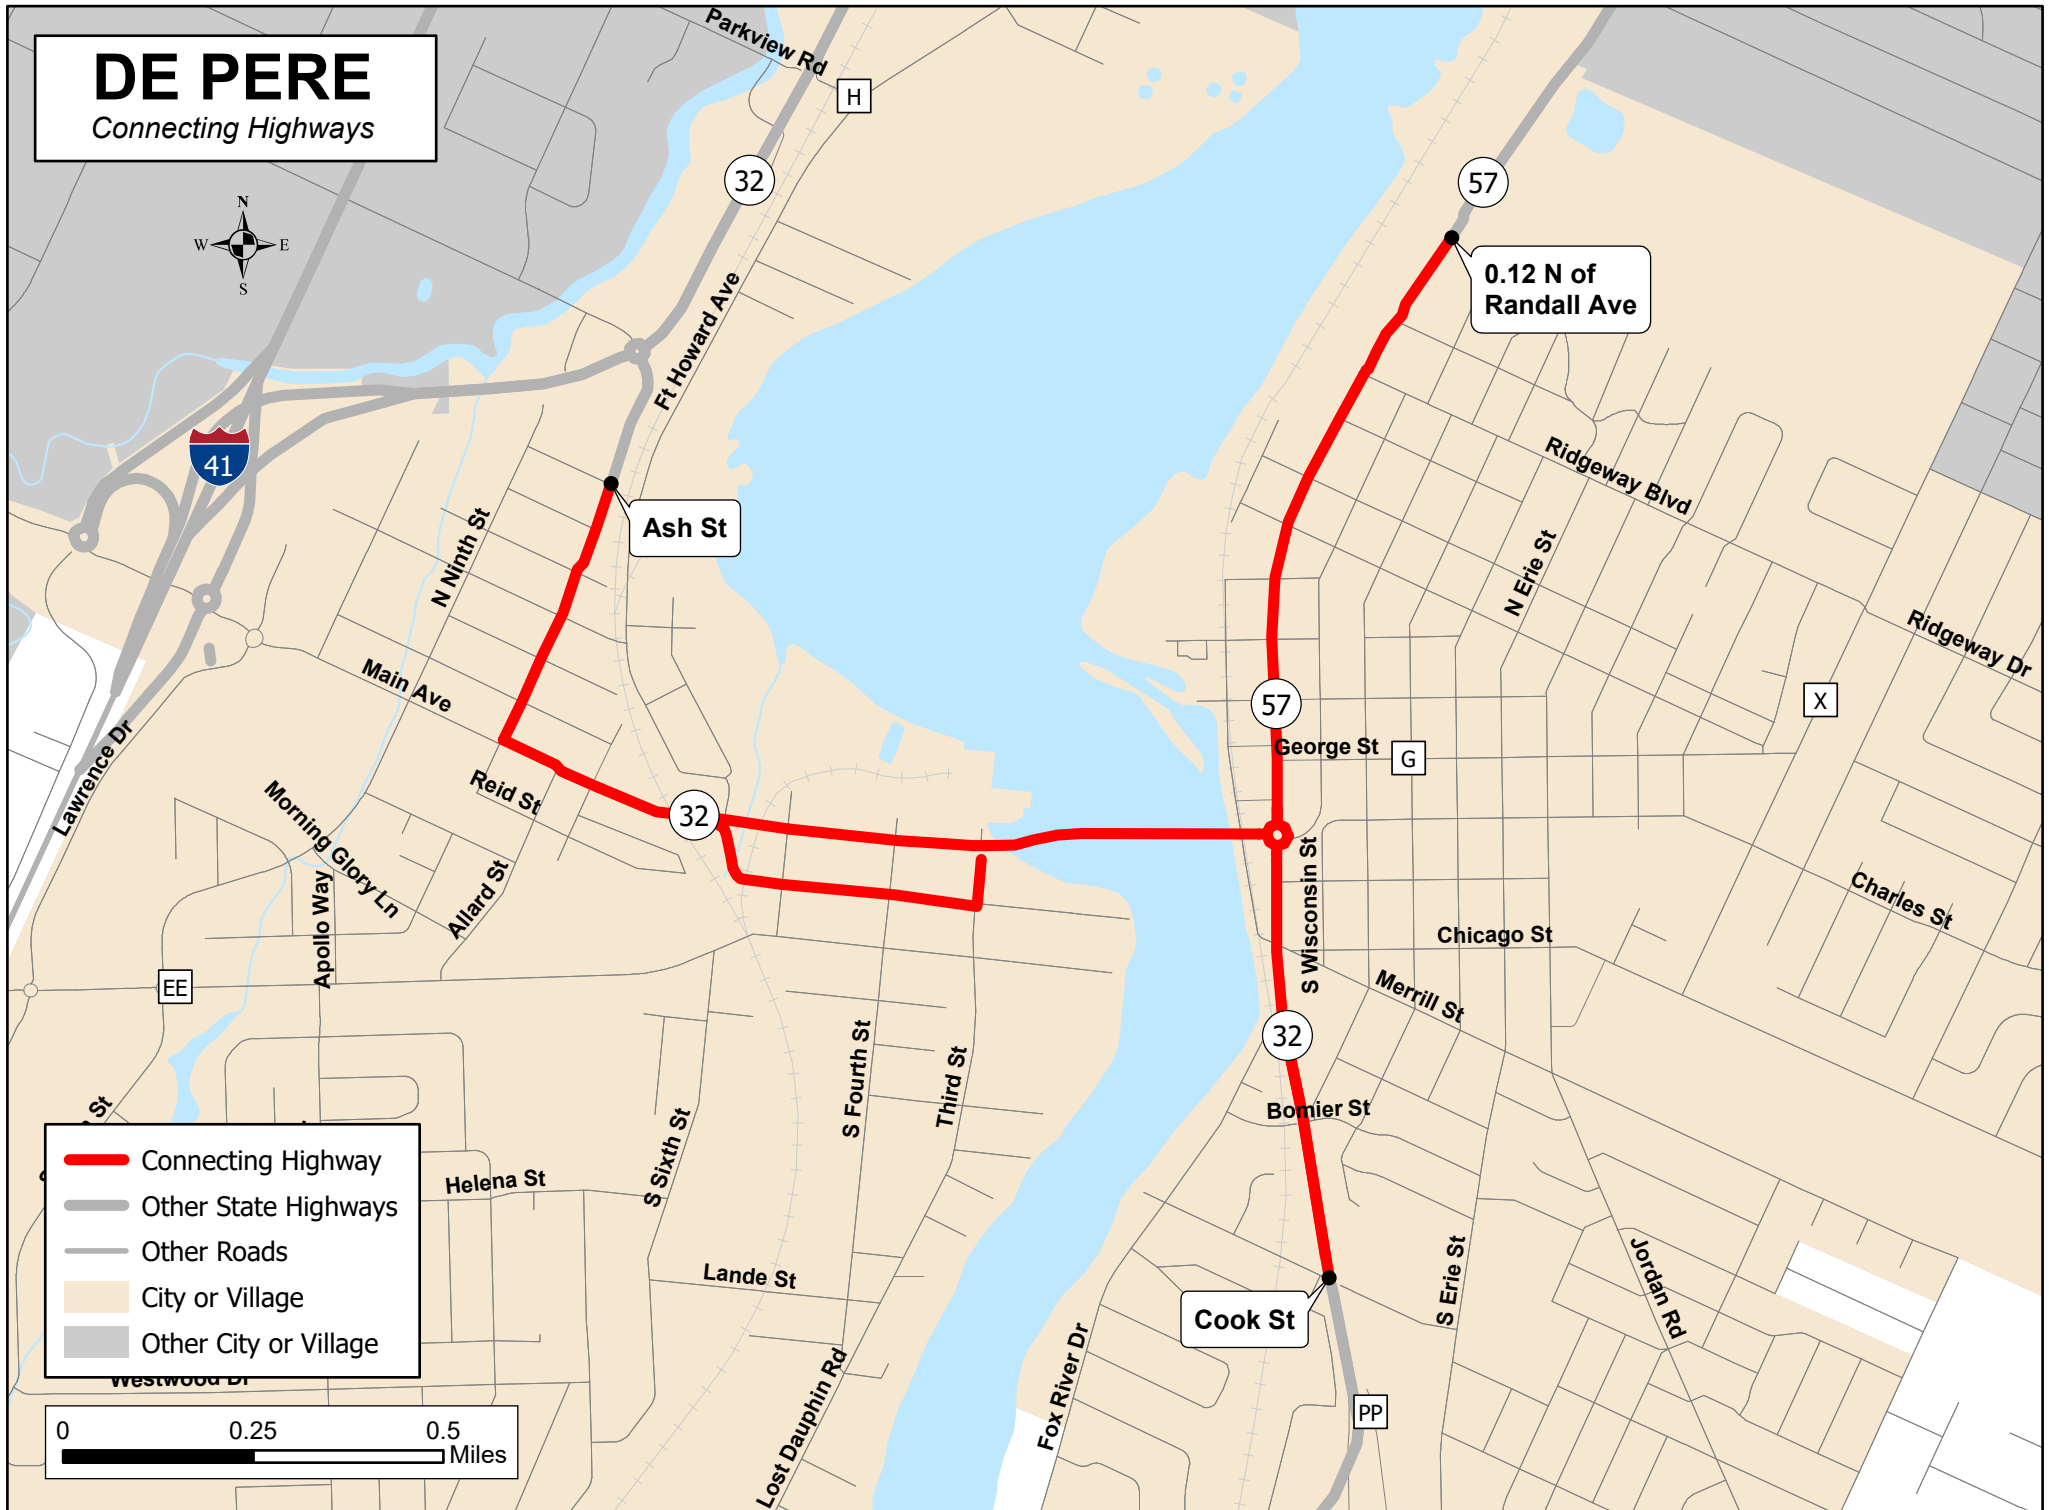 DE PERE
Connecting Highways
N
W
E
S
Parkview Rd
H
32
57
0.12 N of
Randall Ave
Ft Howard Ave
41
Ash St
N Ninth St
Ridgeway Blvd
N Erie St
Ridgeway Dr
Main Ave
57
X
George St
G
Lawrence Dr
Reid St
32
Morning Glory Ln
Allard St
Apollo Way
S Wisconsin St
Charles St
Chicago St
EE
Merrill St
32
S Fourth St
Third St
Bomier St
St
S Sixth St
Helena St
Lande St
Cook St
S Erie St
Jordan Rd
Fox River Dr
Lost Dauphin Rd
PP
Connecting Highway
Other State Highways
Other Roads
City or Village
Other City or Village
Westwood Dr
0
0.25
0.5
Miles